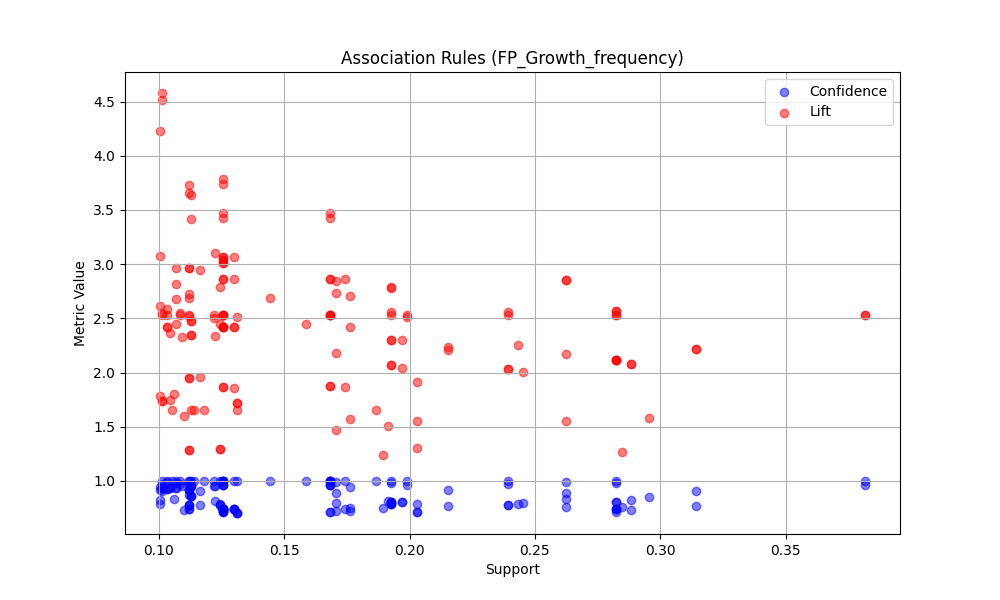 Association Rules (FP_Growth_frequency)
Confidence
Lift
Metric Value
4.5
4.0
3.5
3.0
2.5
2.0
1.5
1.0
0.10
0.15
0.20
0.25
0.30
0.35
Support